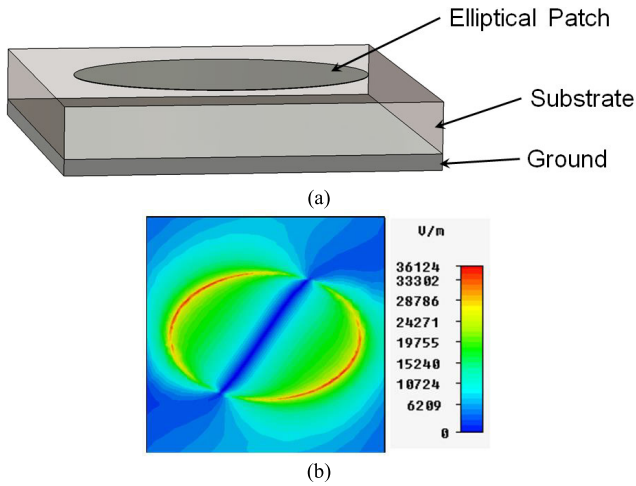 Elliptical Patch
Substrate
Ground
(a)
V/m
36124
33302
28786
24271
19755
15240
10724
6209
0
(b)